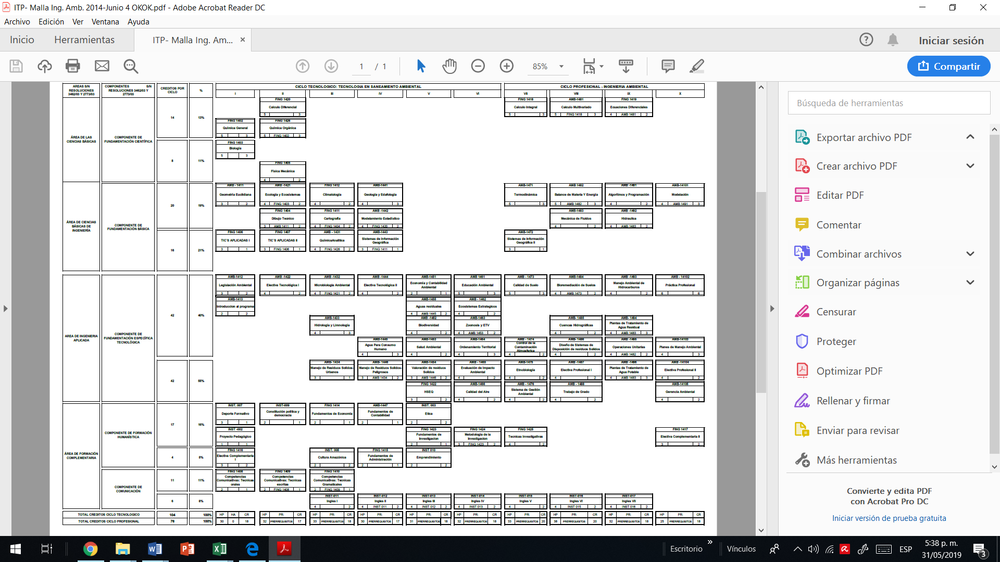 ITP- Malla Ing. Amb. 2014-Junio 4 OKOK.pdf - Adobe Acrobat Reader DC
Archivo Edición Ver Ventana Ayuda
Inicio Herramientas ITP- Malla Ing. Am... × Iniciar sesión
1 / 1 85% Compartir
AREAS S/N RESOLUCIONES 3462/03 Y 2773/03
COMPONENTES S/N RESOLUCIONES 3462/03 Y 2773/03
CREDITOS POR CICLO
%
CICLO TECNOLOGICO: TECNOLOGIA EN SANEAMIENTO AMBIENTAL
CICLO PROFESIONAL - INGENIERIA AMBIENTAL
I II III IV V VI VII VIII IX X
ÁREA DE LAS CIENCIAS BÁSICAS
COMPONENTE DE FUNDAMENTACIÓN CIENTÍFICA
14 13%
8 11%
FING 1420 Calculo Diferencial 5 3
FING 1418 Calculo Integral 5 3
AMB-1481 Calculo Multivariado 5 FING 1418 3
FING 1419 Ecuaciones Diferenciales 4 AMB 1481 2
FING 1402 Quimica General 5 3
FING 1426 Quimica Orgánica 5 FING 1402 3
FING 1403 Biologia 5 3
FING 1405 Física Mecánica 4 2
ÁREA DE CIENCIAS BÁSICAS DE INGENIERÍA
COMPONENTE DE FUNDAMENTACIÓN BÁSICA
20 19%
16 21%
AMB - 1411 Geometria Euclidiana 3 2
AMB -1421 Ecología y Ecosistemas 4 FING 1403 2
FING 1412 Climatologia 4 2
AMB-1441 Geologia y Edafologia 4 3
AMB-1471 Termodinámica 5 3
AMB 1482 Balance de Materia Y Energia 5 AMB 1482 3
AMB -1491 Algoritmos y Programación 4 2
AMB-14101 Modelación 4 AMB 1491 3
FING 1404 Dibujo Tecnico 3 AMB 1411 2
FING 1411 Cartografia 4 FING 1404 2
AMB -1442 Modelamiento Estadistico 4 FING 1420 2
AMB-1483 Mecánica de Fluidos 4 2
AMB -1492 Hidraulica 4 AMB 1483 2
FING 1406 TIC´S APLICADAS I 3 1
FING 1407 TIC´S APLICADAS II 3 FING 1406 1
AMB - 1431 QuimicaAnalitica 4 FING 1426 2
AMB-1443 Sistemas de Información Geográfica 3 FING 1411 1
AMB-1472 Sistemas de Información Geográfica II 3 1
AREA DE INGENIERIA APLICADA
COMPONENTE DE FUNDAMENTACIÓN ESPECÍFICA TECNOLÓGICA
42 40%
42 55%
AMB-1412 Legislación Ambiental 3 2
AMB -1422 Electiva Tecnológica I 4 2
AMB -1432 Microbiologia Ambiental 4 FING 1421 2
AMB -1444 Electiva Tecnológica II 4 2
AMB-1451 Economia y Contabilidad Ambiental 2 1
AMB 1461 Educación Ambiental 5 3
AMB - 1473 Calidad de Suelo 5 3
AMB-1484 Bioremediación de Suelos 4 AMB 1473 2
AMB -1493 Manejo Ambiental de Hidrocarburos 4 2
AMB - 14102 Práctica Profesional 6 6
AMB-1413 Introduccion al programa 2 2
AMB-1455 Aguas residuales 4 AMB 1445 2
AMB - 1462 Ecosistemas Estrategicos 4 2
AMB-1433 Hidrología y Limnología 4 3
AMB -1452 Biodiversidad 4 2
AMB-1463 Zoonosis y ETV 4 AMB 1453 2
AMB- 1485 Cuencas Hidrográficas 4 2
AMB- 1494 Plantas de Tratamiento de Agua Residual 4 AMB 1483 3
AMB-1445 Agua Para Consumo Humano 4 3
AMB-1453 Salud Ambiental 4 2
AMB-1464 Ordenamiento Territorial 4 3
AMB - 1474 Control de la Contaminación Atmosferica 4 2
AMB- 1486 Diseño de Sistemas de Disposición de residuos Solidos 4 2
AMB -1495 Operaciones Unitarias 4 AMB 1482 2
AMB-14103 Planes de Manejo Ambiental 4 3
AMB- 1434 Manejo de Residuos Solidos-Urbanos 3 1
AMB-1446 Manejo de Residuos Solidos-Peligrosos 3 AMB 1434 2
AMB-1454 Valoración de residuos Solidos 3 AMB 1446 2
AMB - 1465 Evaluación de Impacto Ambiental 4 2
AMB-1475 Etnobiología 4 2
AMB -1487 Electiva Profesional I 4 2
AMB -1496 Plantas de Tratamiento de Agua Potable 4 AMB 1483 3
AMB -14104 Electiva Profesional II 4 2
FING 1422 HSEQ 3 2
AMB-1466 Calidad del Aire 4 2
AMB - 1476 Sistema de Gestión Ambiental 4 2
AMB - 1488 Trabajo de Grado 4 2
AMB-14105 Gerencia Ambiental 4 2
ÁREA DE FORMACIÓN COMPLEMENTARIA
COMPONENTE DE FORMACIÓN HUMANÍSTICA
17 16%
4 5%
INST. 007 Deporte Formativo 3 1
INST-009 Constitución política y democracia 2 1
FING 1414 Fundamentos de Economía 2 1
AMB-1447 Fundamentos de Contabilidad 2 1
INST. 003 Etica 2 2
INST -002 Proyecto Pedagógico 1 1
FING 1423 Fundamentos de Investigacion 2 1
FING 1424 Metodologia de la Investigacion 3 FING 1423 2
FING 1425 Tecnicas Investigativas 4 2
FING 1417 Electiva Complementaria II 3 2
FING 1416 Electiva Complementaria I 3 2
INST. 005 Cultura Amazónica 2 2
FING 1415 Fundamentos de Administración 2 1
INST 010 Emprendimiento 2 2
COMPONENTE DE COMUNICACIÓN
11 11%
6 8%
FING 1408 Competencias Comunicativas: Tecnicas orales 2 1
FING 1409 Competencias Comunicativas: Tecnicas escritas 2 FING 1408 1
FING 1410 Competencias Comunicativas: Tecnicas Gramaticales 2 FING 1409 1
INST-011 Ingles I 4 2
INST-012 Ingles II 4 INST 011 2
INST-013 Ingles III 4 INST 012 2
INST-014 Ingles IV 4 INST 013 2
INST-015 Ingles V 4 2
INST-016 Ingles VI 4 INST 015 2
INST-017 Ingles VII 4 INST 016 2
TOTAL CREDITOS CICLO TECNOLOGICO 104 100% HP HA CR HP PR: CR HP PR: CR HP PR: CR HP PR: CR HP PR: CR HP PR: CR HP PR: CR HP PR: CR HP PR: CR
TOTAL CREDITOS CICLO PROFESIONAL 76 100% 30 0 18 32 PRERREQUISITOS 17 33 PRERREQUISITOS 18 30 PRERREQUISITOS 17 31 PRERREQUISITOS 18 32 PRERREQUISITOS 18 33 PRERREQUISITOS 20 38 PRERREQUISITOS 20 32 PRERREQUISITOS 18 25 PRERREQUISITOS 18
Búsqueda de herramientas
Exportar archivo PDF
Crear archivo PDF
Editar PDF
Comentar
Combinar archivos
Organizar páginas
Censurar
Proteger
Optimizar PDF
Rellenar y firmar
Enviar para revisar
Más herramientas
Convierte y edita PDF
con Acrobat Pro DC
Iniciar versión de prueba gratuita
Escritorio » Vínculos ESP 5:38 p. m.
31/05/2019 3